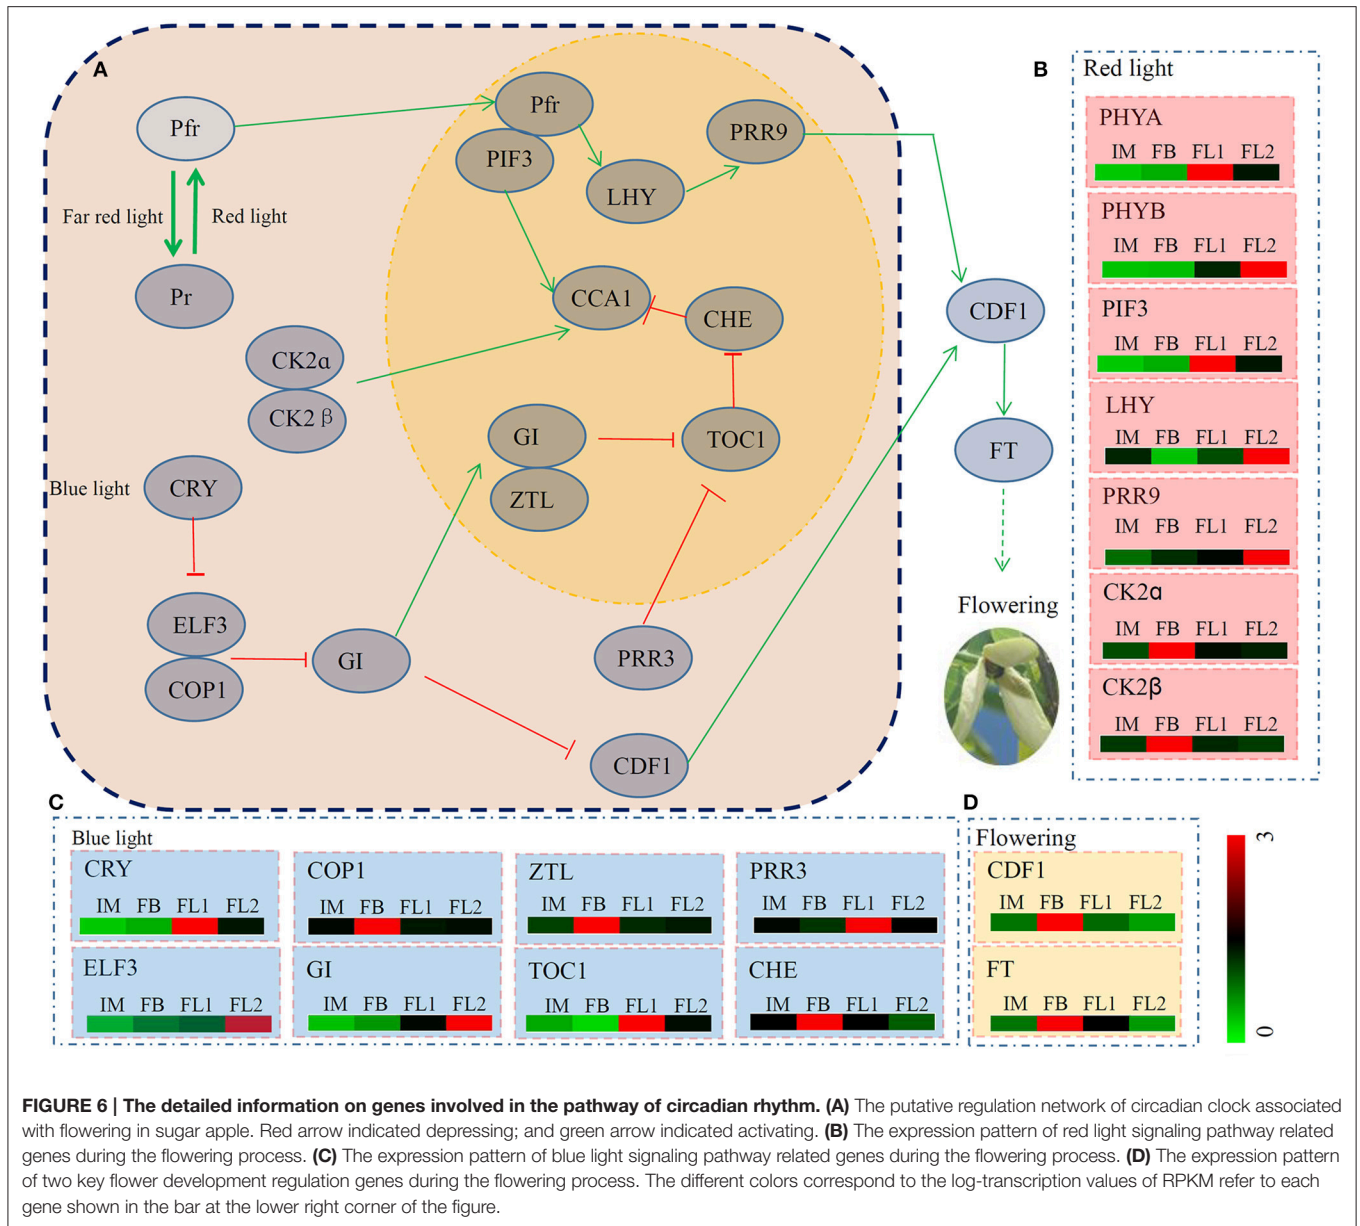 A
Pfr
Far red light
Red light
Pr
CK2α
CK2 β
Blue light
CRY
ELF3
COP1
GI
Pfr
PIF3
LHY
PRR9
CCA1
CHE
GI
ZTL
TOC1
PRR3
CDF1
CDF1
FT
Flowering
B
Red light
PHYA
IM FB FL1 FL2
PHYB
IM FB FL1 FL2
PIF3
IM FB FL1 FL2
LHY
IM FB FL1 FL2
PRR9
IM FB FL1 FL2
CK2α
IM FB FL1 FL2
CK2β
IM FB FL1 FL2
C
Blue light
CRY
IM FB FL1 FL2
COP1
IM FB FL1 FL2
ZTL
IM FB FL1 FL2
PRR3
IM FB FL1 FL2
ELF3
IM FB FL1 FL2
GI
IM FB FL1 FL2
TOC1
IM FB FL1 FL2
CHE
IM FB FL1 FL2
D
Flowering
CDF1
IM FB FL1 FL2
FT
IM FB FL1 FL2
3
0
FIGURE 6 | The detailed information on genes involved in the pathway of circadian rhythm. (A) The putative regulation network of circadian clock associated
with flowering in sugar apple. Red arrow indicated depressing; and green arrow indicated activating. (B) The expression pattern of red light signaling pathway related
genes during the flowering process. (C) The expression pattern of blue light signaling pathway related genes during the flowering process. (D) The expression pattern
of two key flower development regulation genes during the flowering process. The different colors correspond to the log-transcription values of RPKM refer to each
gene shown in the bar at the lower right corner of the figure.